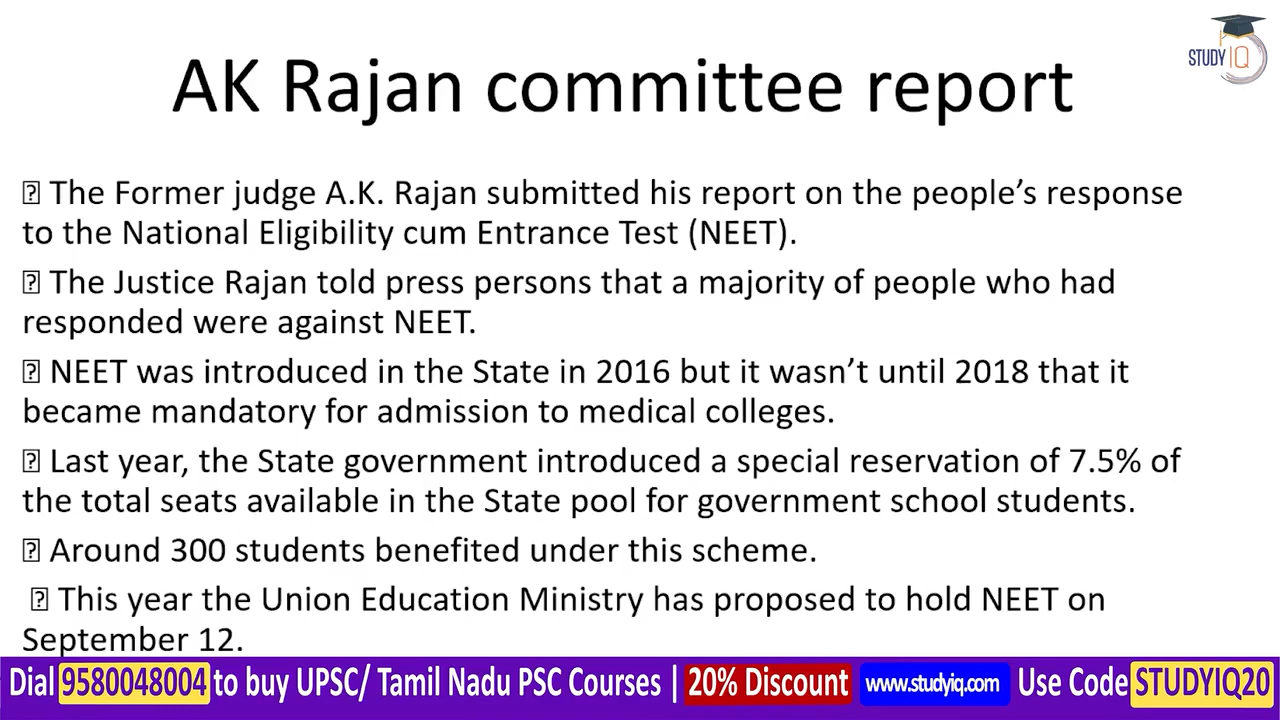 STUDY IQ
AK Rajan committee report
The Former judge A.K. Rajan submitted his report on the people’s response
to the National Eligibility cum Entrance Test (NEET).
The Justice Rajan told press persons that a majority of people who had
responded were against NEET.
NEET was introduced in the State in 2016 but it wasn’t until 2018 that it
became mandatory for admission to medical colleges.
Last year, the State government introduced a special reservation of 7.5% of
the total seats available in the State pool for government school students.
Around 300 students benefited under this scheme.
This year the Union Education Ministry has proposed to hold NEET on
September 12.
Dial 9580048004 to buy UPSC/ Tamil Nadu PSC Courses | 20% Discount www.studyiq.com Use Code STUDYIQ20